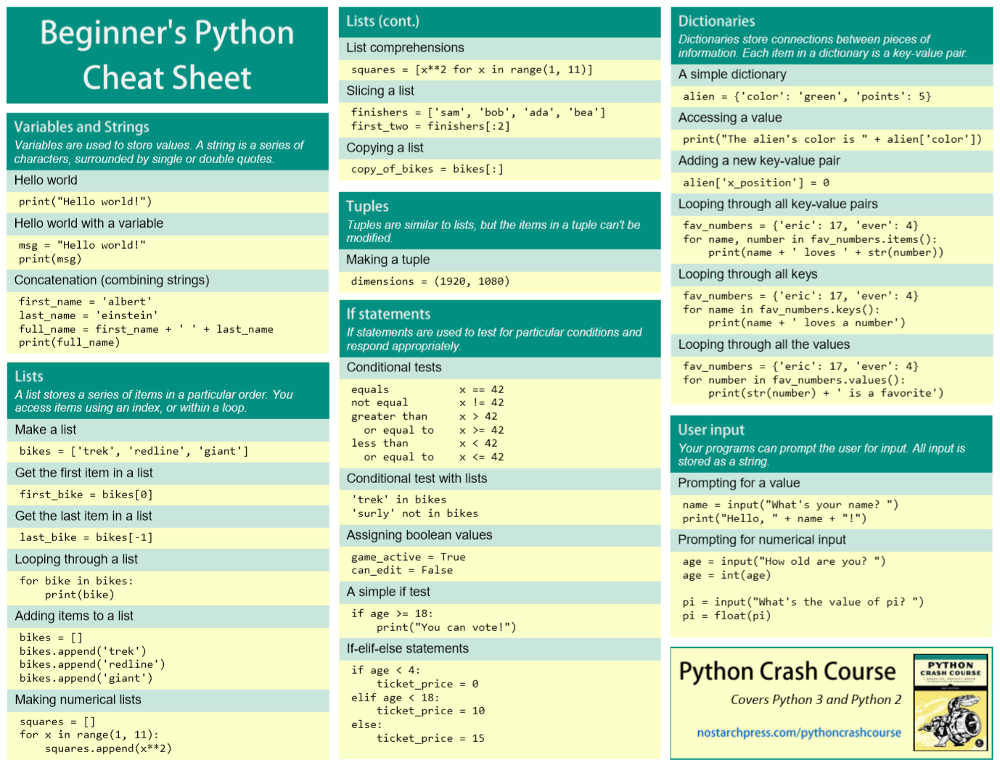 Beginner's Python
Cheat Sheet
Variables and Strings
Variables are used to store values. A string is a series of
characters, surrounded by single or double quotes.
Hello world
print("Hello world!")
Hello world with a variable
msg = "Hello world!"
print(msg)
Concatenation (combining strings)
first_name = 'albert'
last_name = 'einstein'
full_name = first_name + ' ' + last_name
print(full_name)
Lists
A list stores a series of items in a particular order. You
access items using an index, or within a loop.
Make a list
bikes = ['trek', 'redline', 'giant']
Get the first item in a list
first_bike = bikes[0]
Get the last item in a list
last_bike = bikes[-1]
Looping through a list
for bike in bikes:
    print(bike)
Adding items to a list
bikes = []
bikes.append('trek')
bikes.append('redline')
bikes.append('giant')
Making numerical lists
squares = []
for x in range(1, 11):
    squares.append(x**2)
Lists (cont.)
List comprehensions
squares = [x**2 for x in range(1, 11)]
Slicing a list
finishers = ['sam', 'bob', 'ada', 'bea']
first_two = finishers[:2]
Copying a list
copy_of_bikes = bikes[:]
Tuples
Tuples are similar to lists, but the items in a tuple can't be
modified.
Making a tuple
dimensions = (1920, 1080)
If statements
If statements are used to test for particular conditions and
respond appropriately.
Conditional tests
equals x == 42
not equal x != 42
greater than x > 42
  or equal to x >= 42
less than x < 42
  or equal to x <= 42
Conditional test with lists
'trek' in bikes
'surly' not in bikes
Assigning boolean values
game_active = True
can_edit = False
A simple if test
if age >= 18:
    print("You can vote!")
If-elif-else statements
if age < 4:
    ticket_price = 0
elif age < 18:
    ticket_price = 10
else:
    ticket_price = 15
Dictionaries
Dictionaries store connections between pieces of
information. Each item in a dictionary is a key-value pair.
A simple dictionary
alien = {'color': 'green', 'points': 5}
Accessing a value
print("The alien's color is " + alien['color'])
Adding a new key-value pair
alien['x_position'] = 0
Looping through all key-value pairs
fav_numbers = {'eric': 17, 'ever': 4}
for name, number in fav_numbers.items():
    print(name + ' loves ' + str(number))
Looping through all keys
fav_numbers = {'eric': 17, 'ever': 4}
for name in fav_numbers.keys():
    print(name + ' loves a number')
Looping through all the values
fav_numbers = {'eric': 17, 'ever': 4}
for number in fav_numbers.values():
    print(str(number) + ' is a favorite')
User input
Your programs can prompt the user for input. All input is
stored as a string.
Prompting for a value
name = input("What's your name? ")
print("Hello, " + name + "!")
Prompting for numerical input
age = input("How old are you? ")
age = int(age)
pi = input("What's the value of pi? ")
pi = float(pi)
Python Crash Course
Covers Python 3 and Python 2
nostarchpress.com/pythoncrashcourse
PYTHON
CRASH COURSE